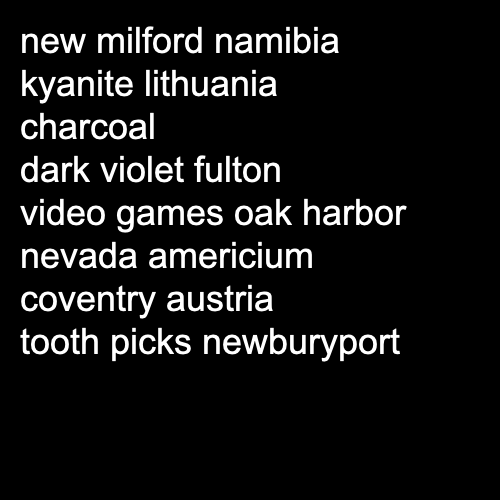 new milford namibia
kyanite lithuania
charcoal
dark violet fulton
video games oak harbor
nevada americium
coventry austria
tooth picks newburyport